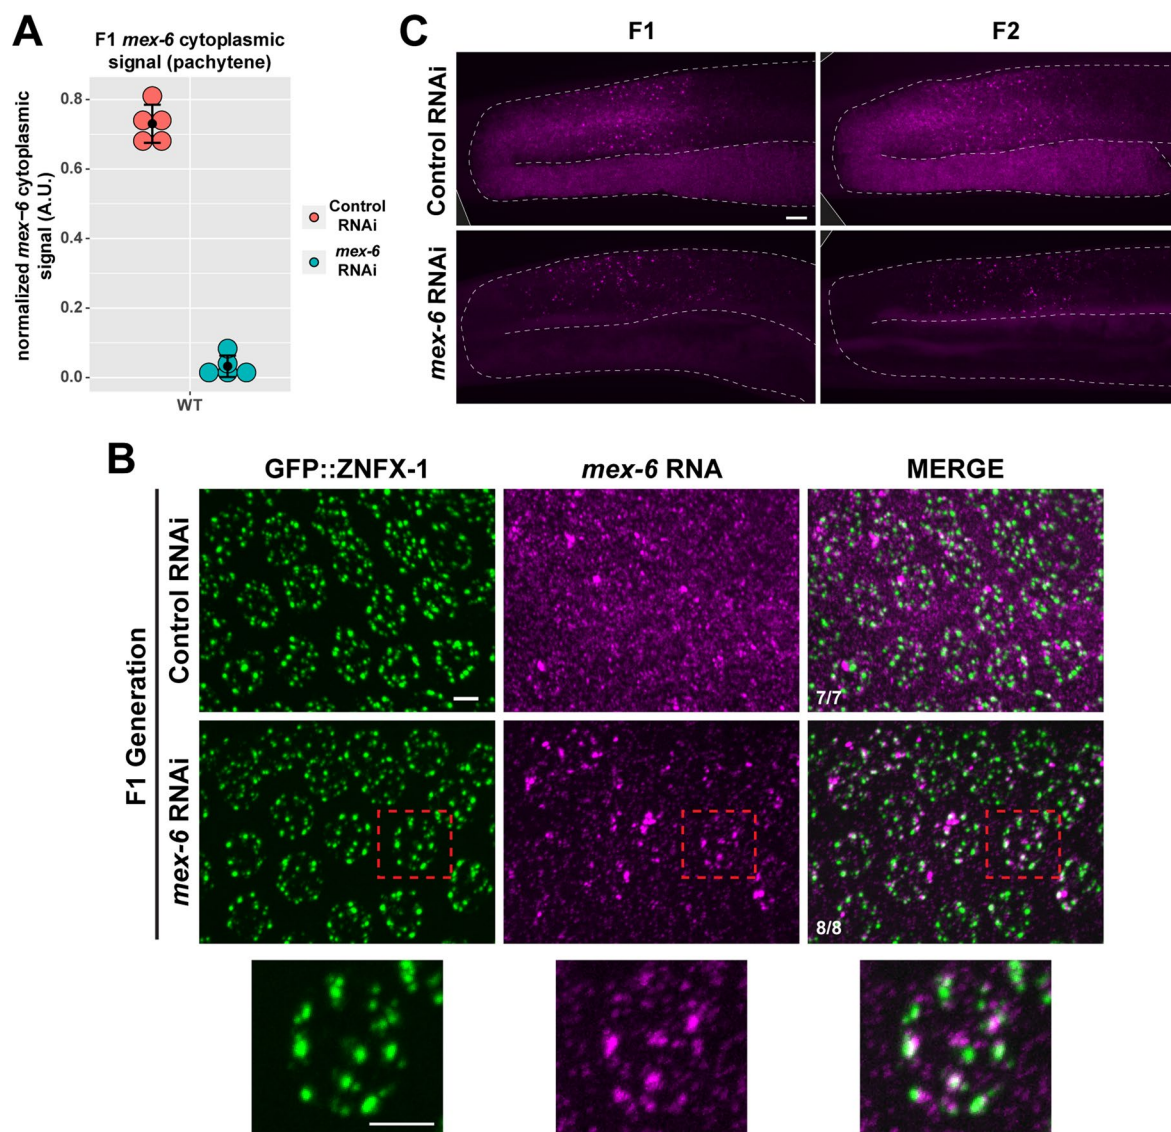 A
F1 mex-6 cytoplasmic
signal (pachytene)
normalized mex−6 cytoplasmic
signal (A.U.)
0.8
0.6
0.4
0.2
0.0
WT
Control
RNAi
mex-6
RNAi
C
F1
F2
Control RNAi
mex-6 RNAi
B
GFP::ZNFX-1
mex-6 RNA
MERGE
F1 Generation
Control RNAi
7/7
mex-6 RNAi
8/8